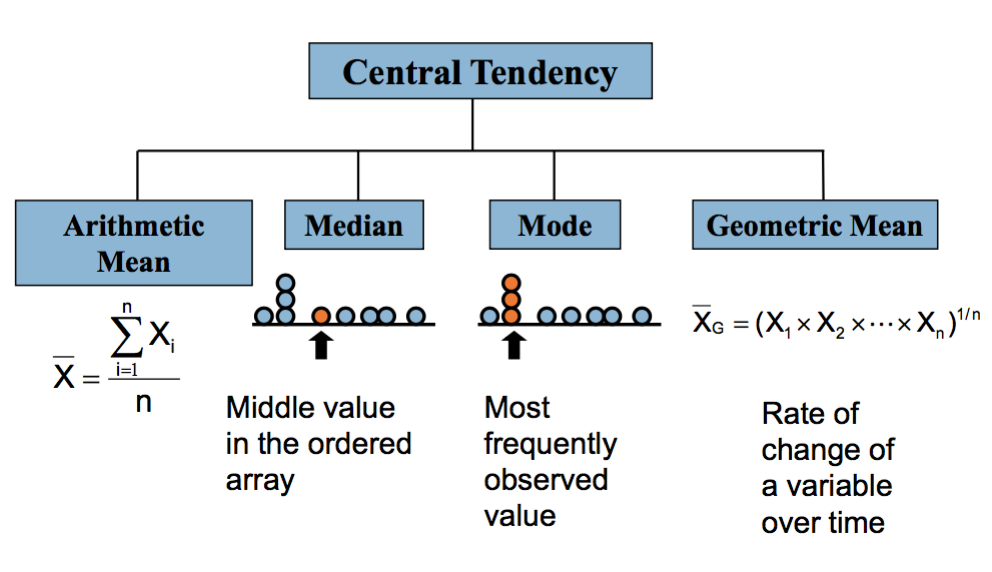 Central Tendency
Arithmetic
Mean
Median
Mode
Geometric Mean
n
∑ Xi
i=1
X̄ = 
n
X̄G = (X1 × X2 × ⋯ × Xn)1/n
Middle value
in the ordered
array
Most
frequently
observed
value
Rate of
change of
a variable
over time